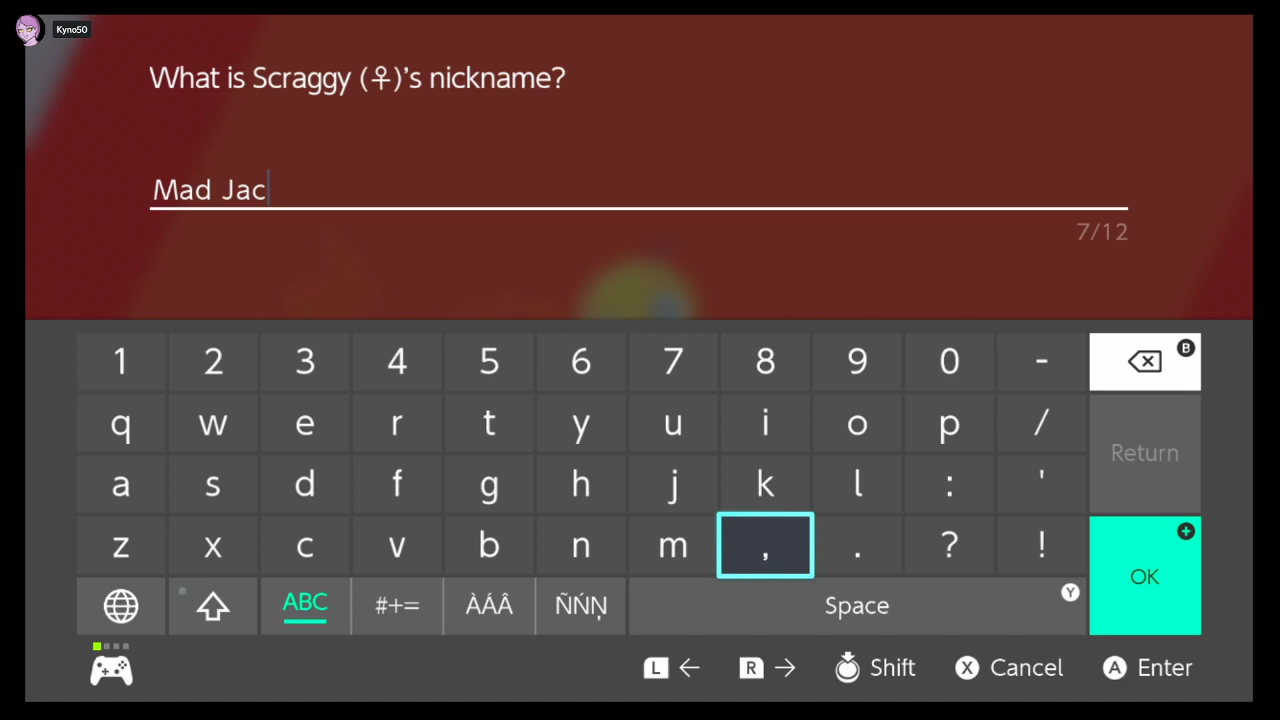 Kyno50
What is Scraggy (♀)'s nickname?
Mad Jac
7/12
1 2 3 4 5 6 7 8 9 0 - B
q w e r t y u i o p / Return
a s d f g h j k l : '
z x c v b n m , . ? ! + OK
ABC #+= ÀÁÂ ÑŃŅ Space Y
L ← R → Shift X Cancel A Enter